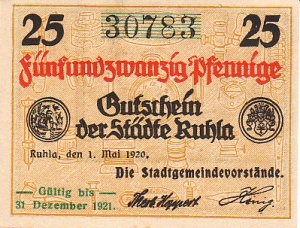 25 30783 25
Fünfundzwanzig Pfennige
Gutschein
der Städte Ruhla
Ruhla, den 1. Mai 1920.
Die Stadtgemeindevorstände.
Gültig bis
31 Dezember 1921.